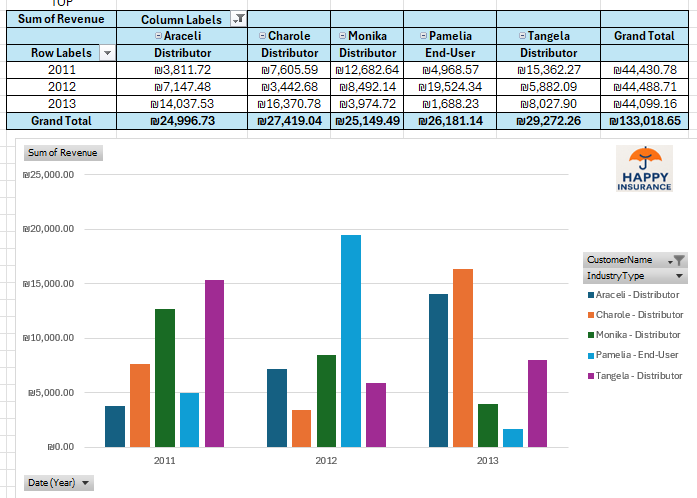 TOP
Sum of Revenue Column Labels
Araceli Charole Monika Pamelia Tangela Grand Total
Row Labels Distributor Distributor Distributor End-User Distributor
2011 ₪3,811.72 ₪7,605.59 ₪12,682.64 ₪4,968.57 ₪15,362.27 ₪44,430.78
2012 ₪7,147.48 ₪3,442.68 ₪8,492.14 ₪19,524.34 ₪5,882.09 ₪44,488.71
2013 ₪14,037.53 ₪16,370.78 ₪3,974.72 ₪1,688.23 ₪8,027.90 ₪44,099.16
Grand Total ₪24,996.73 ₪27,419.04 ₪25,149.49 ₪26,181.14 ₪29,272.26 ₪133,018.65
Sum of Revenue
₪25,000.00
₪20,000.00
₪15,000.00
₪10,000.00
₪5,000.00
₪0.00
2011 2012 2013
Date (Year)
HAPPY
INSURANCE
CustomerName
IndustryType
Araceli - Distributor
Charole - Distributor
Monika - Distributor
Pamelia - End-User
Tangela - Distributor